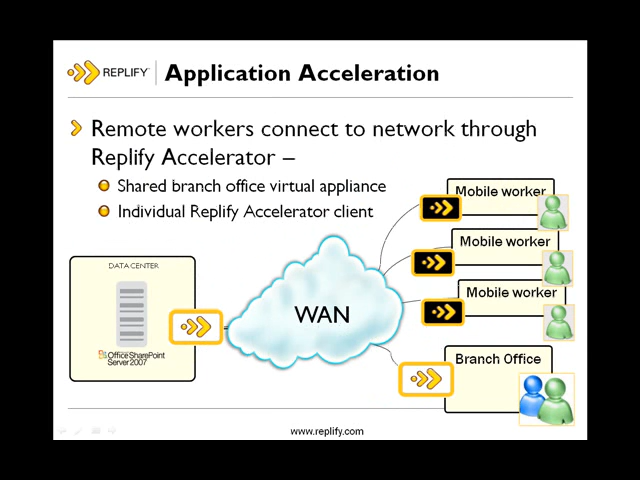 REPLIFY
Application Acceleration
Remote workers connect to network through
Replify Accelerator –
Shared branch office virtual appliance
Individual Replify Accelerator client
Mobile worker
Mobile worker
Mobile worker
DATA CENTER
WAN
Office SharePoint
Server 2007
Branch Office
www.replify.com